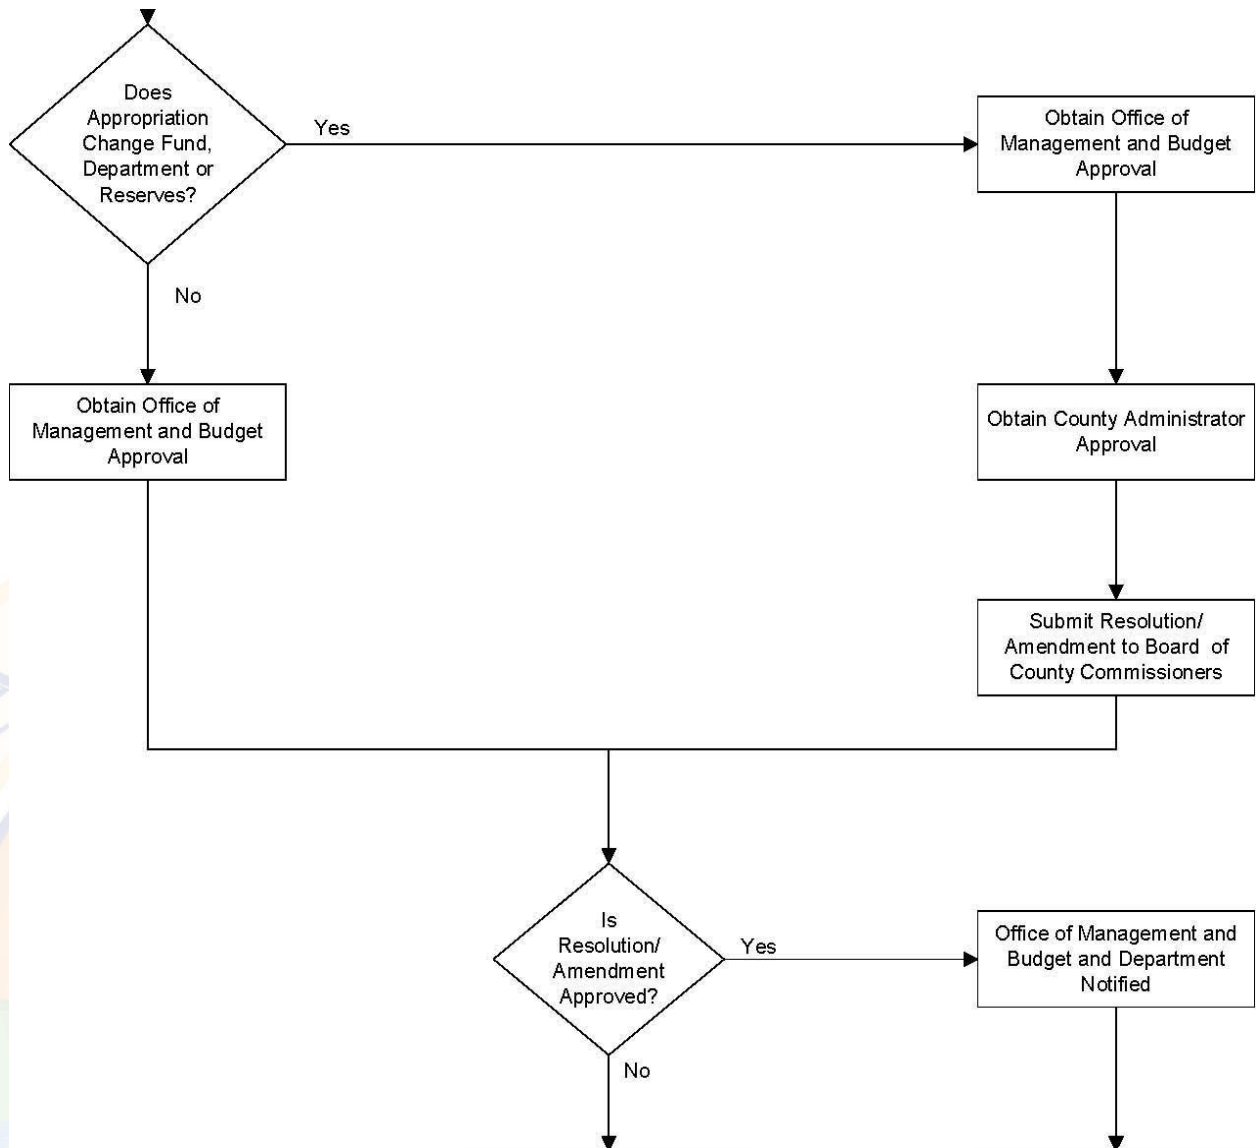 Does
Appropriation
Change Fund,
Department or
Reserves?
Yes
Obtain Office of
Management and Budget
Approval
No
Obtain Office of
Management and Budget
Approval
Obtain County Administrator
Approval
Submit Resolution/
Amendment to Board of
County Commissioners
Is
Resolution/
Amendment
Approved?
Yes
Office of Management and
Budget and Department
Notified
No